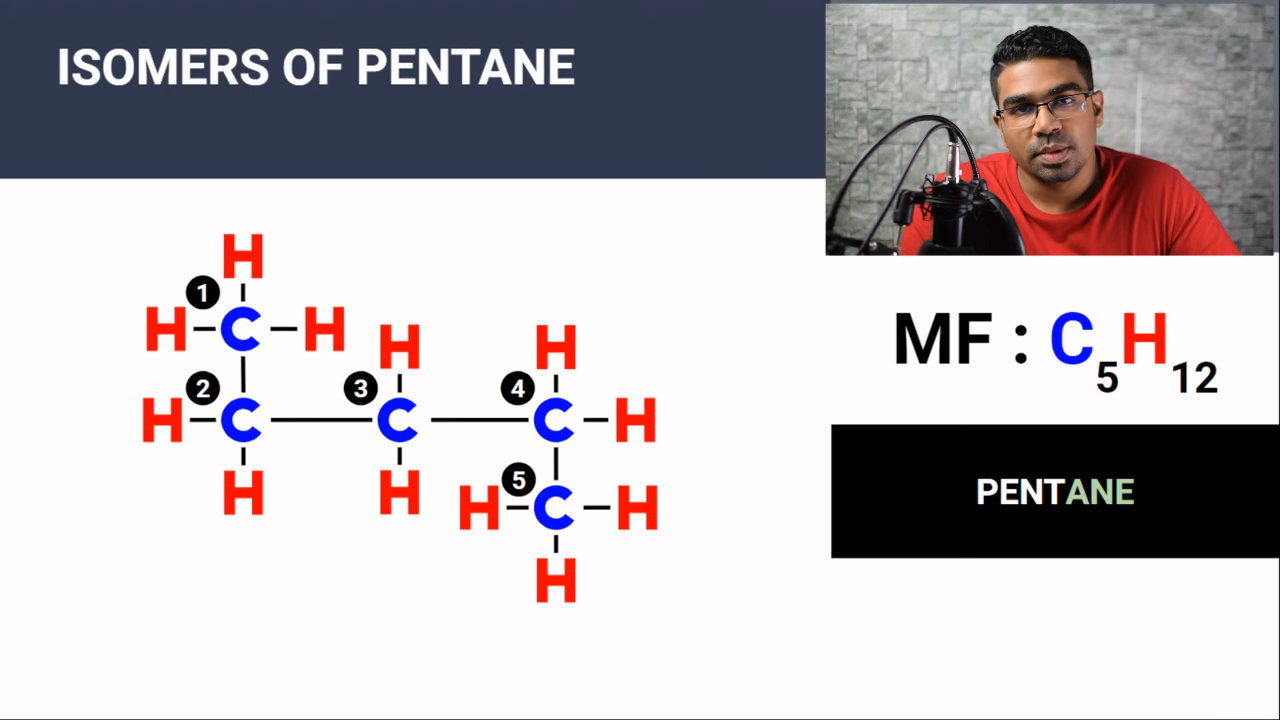 ISOMERS OF PENTANE
H
1
H C H
H H
2 3 4
H C C C H
H H
5
H C H
H
MF : C5H12
PENTANE